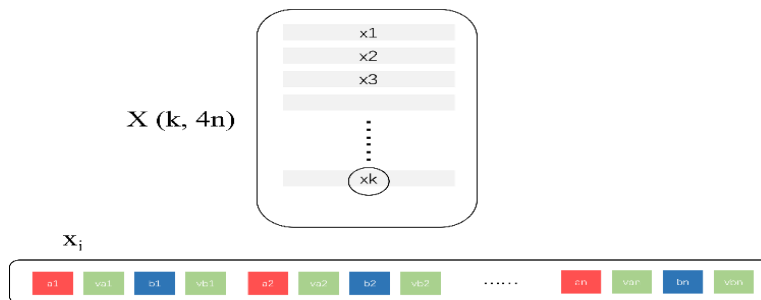 x1
x2
x3
X (k, 4n)
xk
xi
a1 va1 b1 vb1 a2 va2 b2 vb2 ...... an van bn vbn